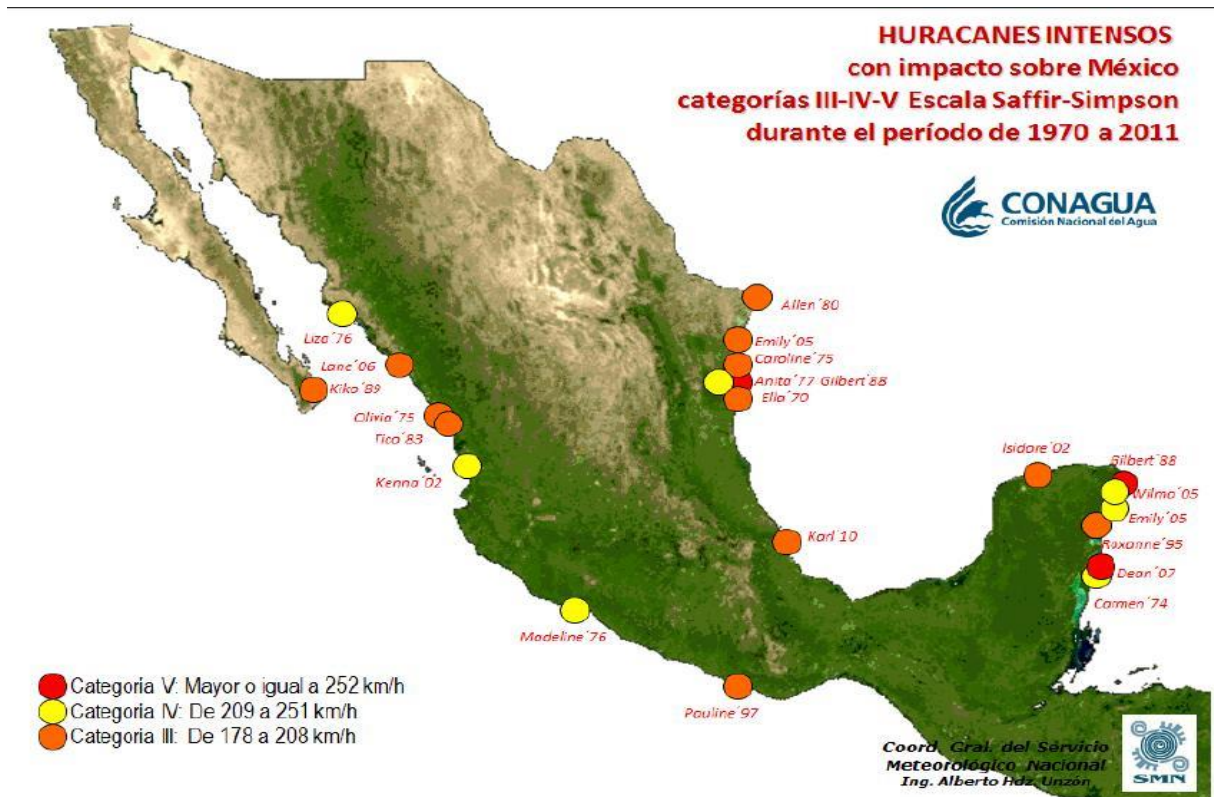 HURACANES INTENSOS
con impacto sobre México
categorías III-IV-V Escala Saffir-Simpson
durante el período de 1970 a 2011
CONAGUA
Comisión Nacional del Agua
Allen´80
Liza´76
Emily´05
Caroline´75
Lane´06
Kiko´89
Anita´77 Gilbert´88
Ella´70
Olivia´75
Tico´83
Isidore´02
Gilbert´88
Kenna´02
Wilma´05
Emily´05
Karl´10
Roxanne´95
Dean´07
Carmen´74
Madeline´76
Pauline´97
Categoría V: Mayor o igual a 252 km/h
Categoría IV: De 209 a 251 km/h
Categoría III: De 178 a 208 km/h
Coord. Gral. del Servicio
Meteorológico Nacional
Ing. Alberto Hdz. Unzón
SMN